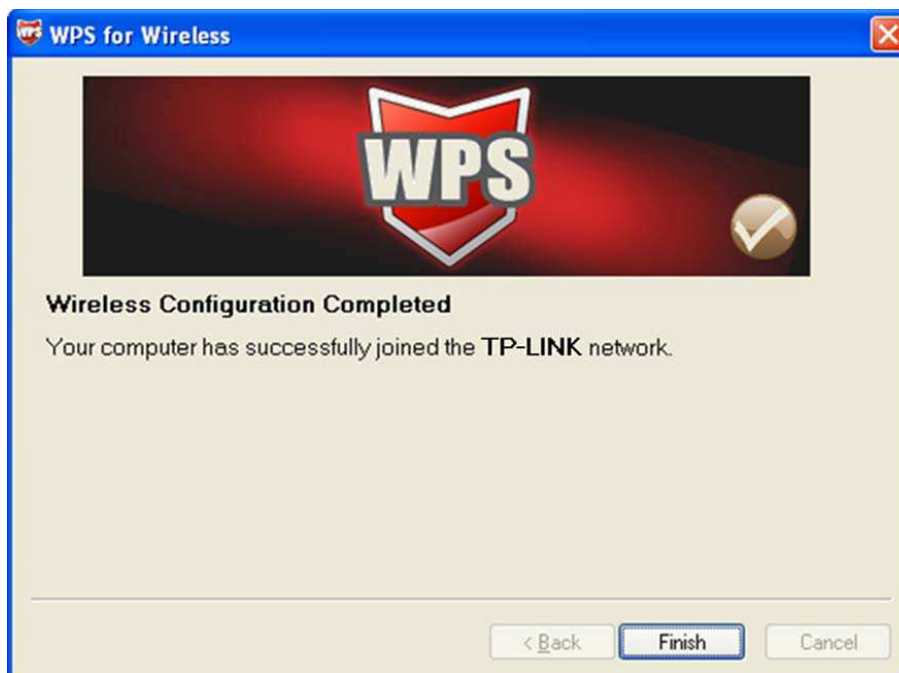 WPS for Wireless
WPS
Wireless Configuration Completed
Your computer has successfully joined the TP-LINK network.
< Back
Finish
Cancel